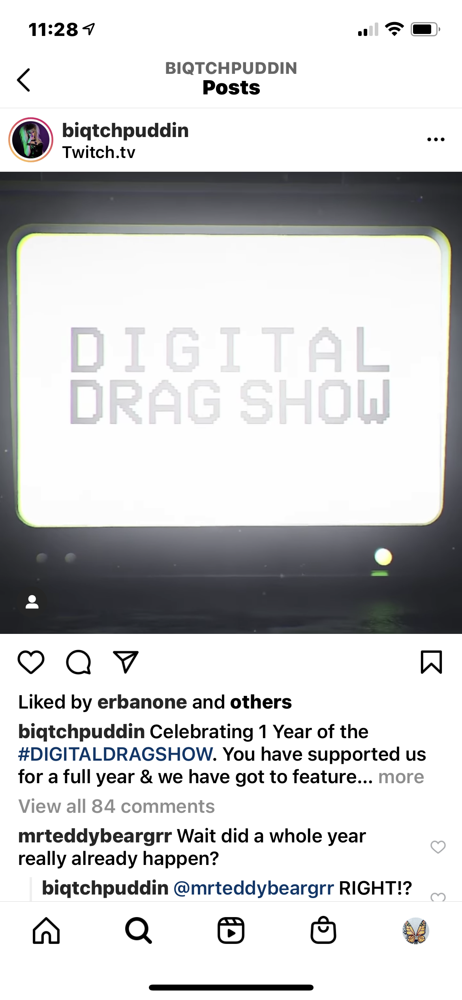 11:28
BIQTCHPUDDIN
Posts
biqtchpuddin
Twitch.tv
DIGITAL
DRAG SHOW
Liked by erbanone and others
biqtchpuddin Celebrating 1 Year of the
#DIGITALDRAGSHOW. You have supported us
for a full year & we have got to feature... more
View all 84 comments
mrteddybeargrr Wait did a whole year
really already happen?
biqtchpuddin @mrteddybeargrr RIGHT!?